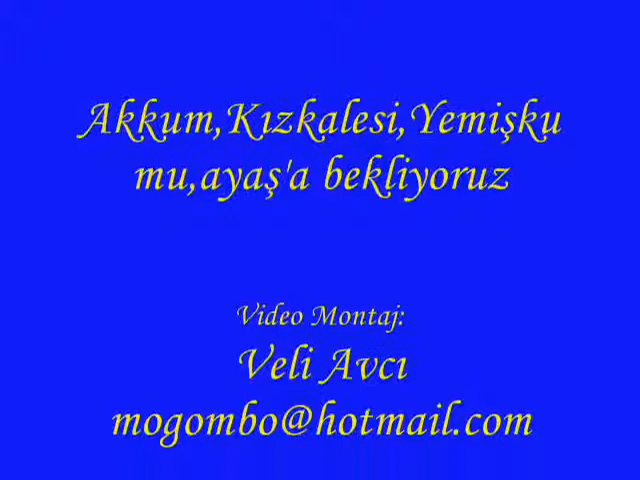 Akkum,Kızkalesi,Yemişku
mu,ayaş'a bekliyoruz
Video Montaj:
Veli Avcı
mogombo@hotmail.com